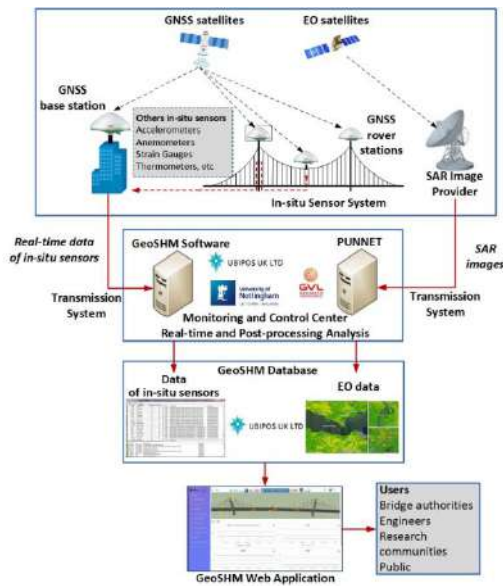 GNSS satellites
EO satellites
GNSS
base station
Others in-situ sensors
Accelerometers
Anemometers
Strain Gauges
Thermometers, etc
GNSS
rover
stations
SAR Image
Provider
In-situ Sensor System
Real-time data
of in-situ sensors
SAR
images
GeoSHM Software
PUNNET
UBIPOS UK LTD
University of
Nottingham
GVL
Transmission
System
Transmission
System
Monitoring and Control Center
Real-time and Post-processing Analysis
GeoSHM Database
Data
of in-situ sensors
EO data
UBIPOS UK LTD
Users
Bridge authorities
Engineers
Research
communities
Public
GeoSHM Web Application